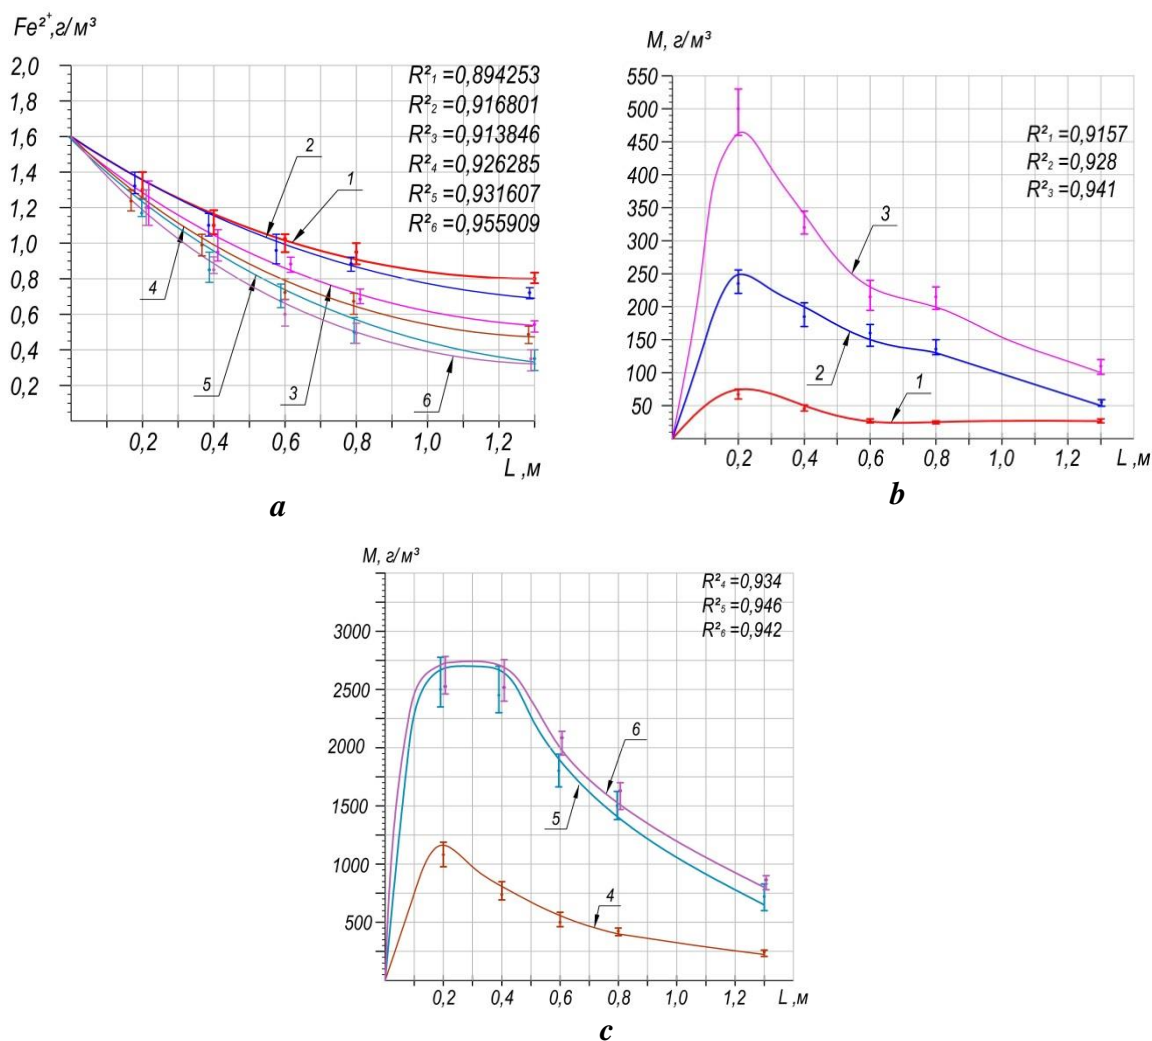 Fe²⁺,г/м³
2,0
1,8
1,6
1,4
1,2
1,0
0,8
0,6
0,4
0,2
R²₁ =0,894253
R²₂ =0,916801
R²₃ =0,913846
R²₄ =0,926285
R²₅ =0,931607
R²₆ =0,955909
2
1
4
5
3
6
0,2 0,4 0,6 0,8 1,0 1,2
L ,м
a
M, г/м³
550
500
450
400
350
300
250
200
150
100
50
R²₁ =0,9157
R²₂ =0,928
R²₃ =0,941
3
2
1
0,2 0,4 0,6 0,8 1,0 1,2 L ,м
b
M, г/м³
3000
2500
2000
1500
1000
500
R²₄ =0,934
R²₅ =0,946
R²₆ =0,942
6
5
4
0,2 0,4 0,6 0,8 1,0 1,2 L ,м
c